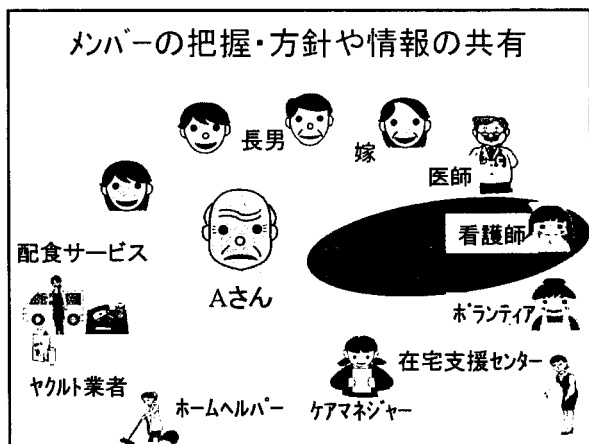 メンバーの把握・方針や情報の共有
長男
嫁
医師
看護師
配食サービス
Aさん
ボランティア
在宅支援センター
ヤクルト業者
ホームヘルパー
ケアマネジャー